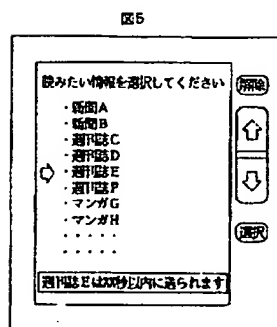 図5
読みたい情報を選択してください
解除
・新聞A
・新聞B
・週刊誌C
・週刊誌D
・週刊誌E
・週刊誌F
・マンガG
・マンガH
・・・・・
・・・・・
選択
週刊誌Eは秒以内に送られます